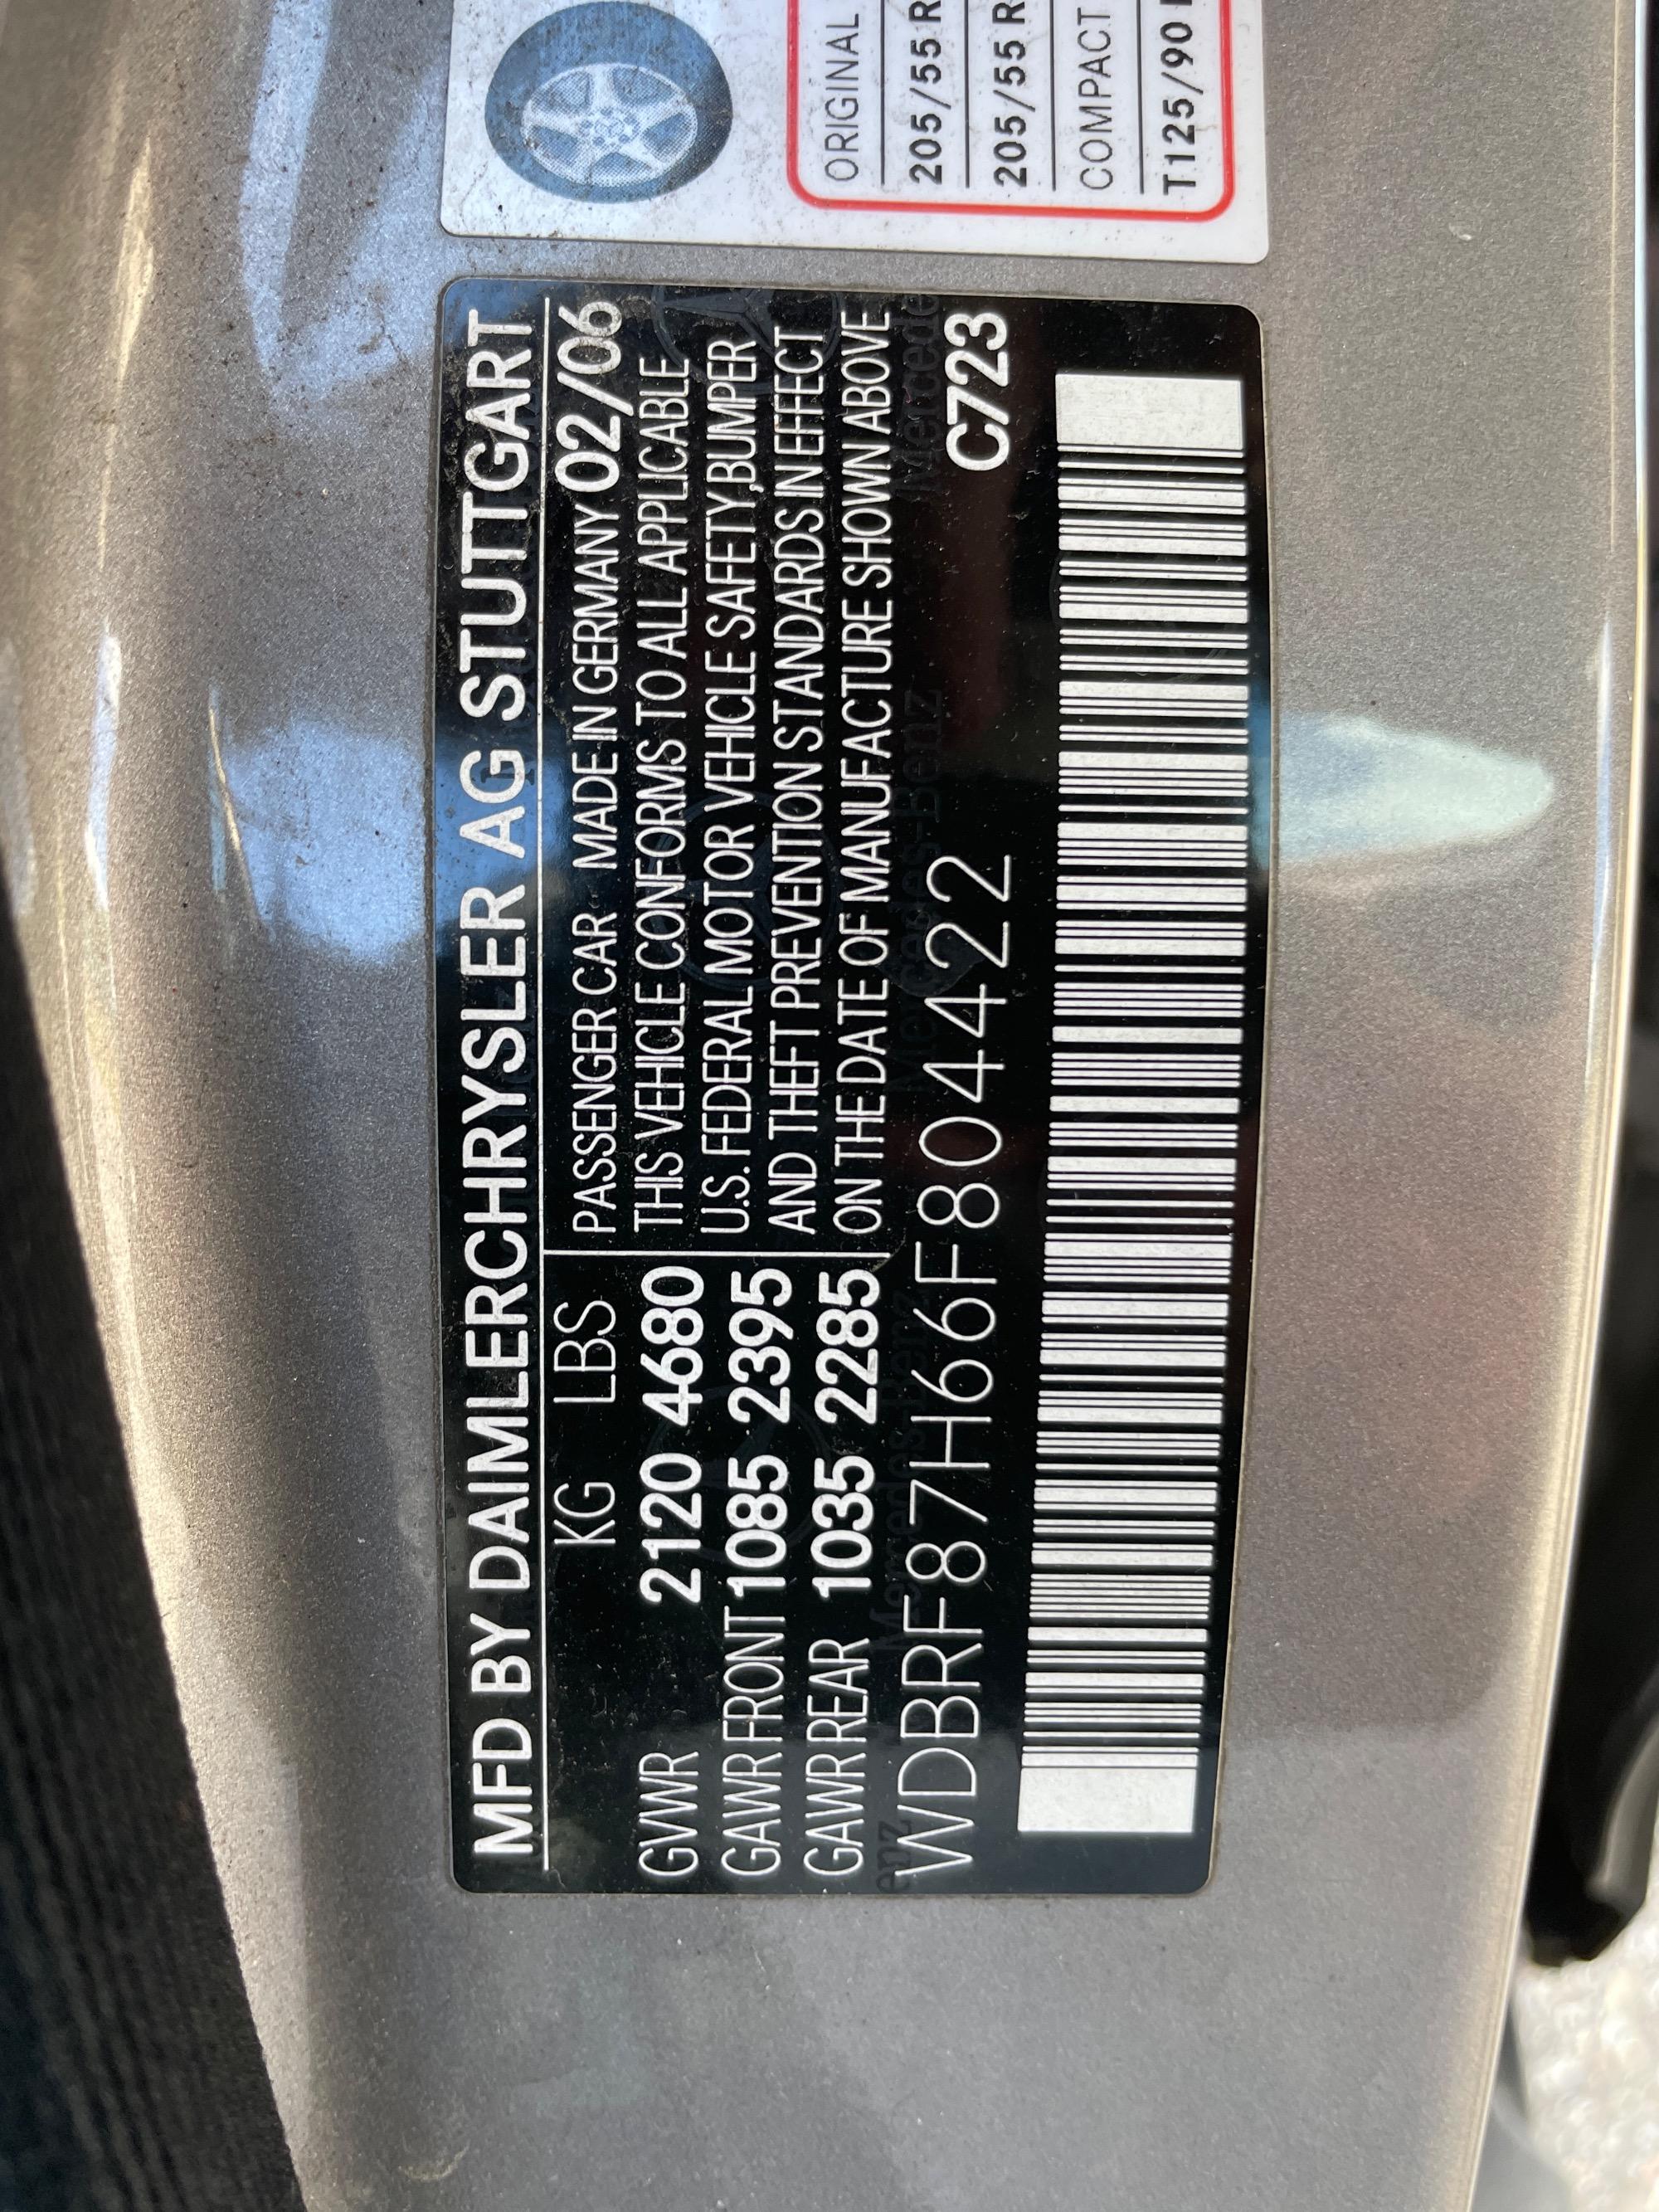 MFD BY DAIMLERCHRYSLER AG STUTTGART
KG LBS
GVWR 2120 4680
GAWR FRONT 1085 2395
GAWR REAR 1035 2285
PASSENGER CAR MADE IN GERMANY 02/06
THIS VEHICLE CONFORMS TO ALL APPLICABLE
U.S. FEDERAL MOTOR VEHICLE SAFETY,BUMPER
AND THEFT PREVENTION STANDARDS IN EFFECT
ON THE DATE OF MANUFACTURE SHOWN ABOVE
WDBRF87H66F804422 C723
ORIGINAL
205/55 R
205/55 R
COMPACT
T125/90